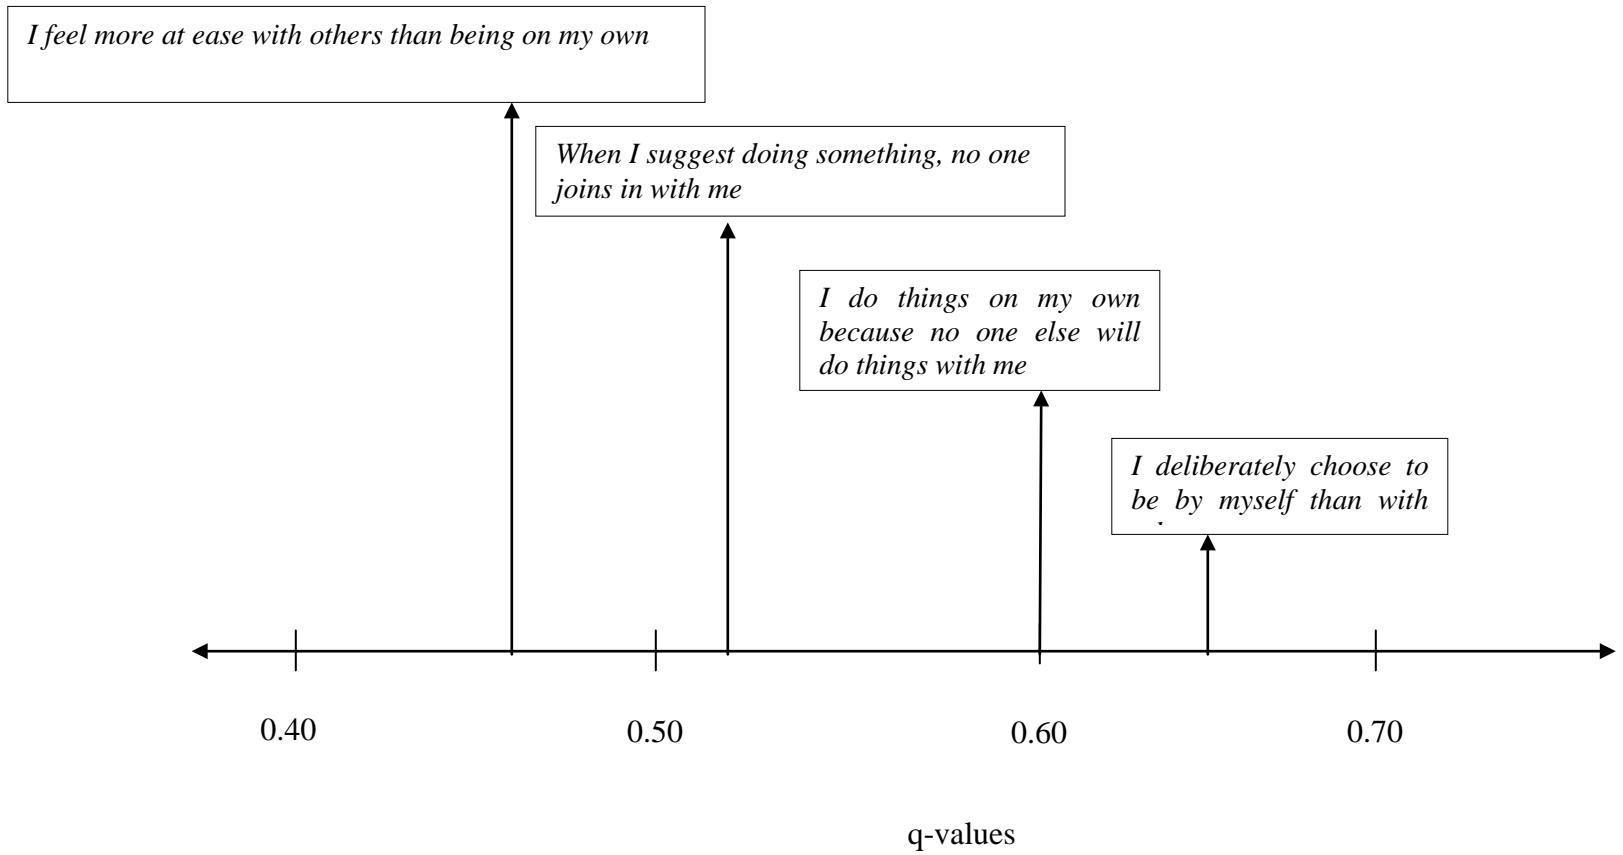 I feel more at ease with others than being on my own
When I suggest doing something, no one
joins in with me
I do things on my own
because no one else will
do things with me
I deliberately choose to
be by myself than with
0.40
0.50
0.60
0.70
q-values